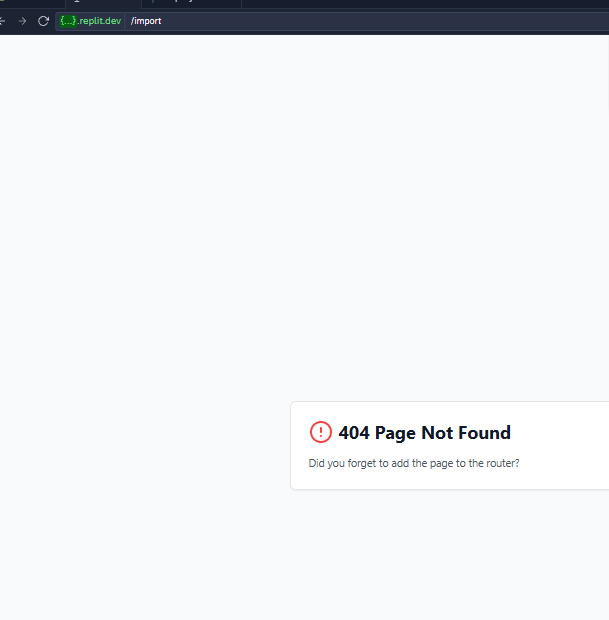 {...}.replit.dev /import
404 Page Not Found
Did you forget to add the page to the router?